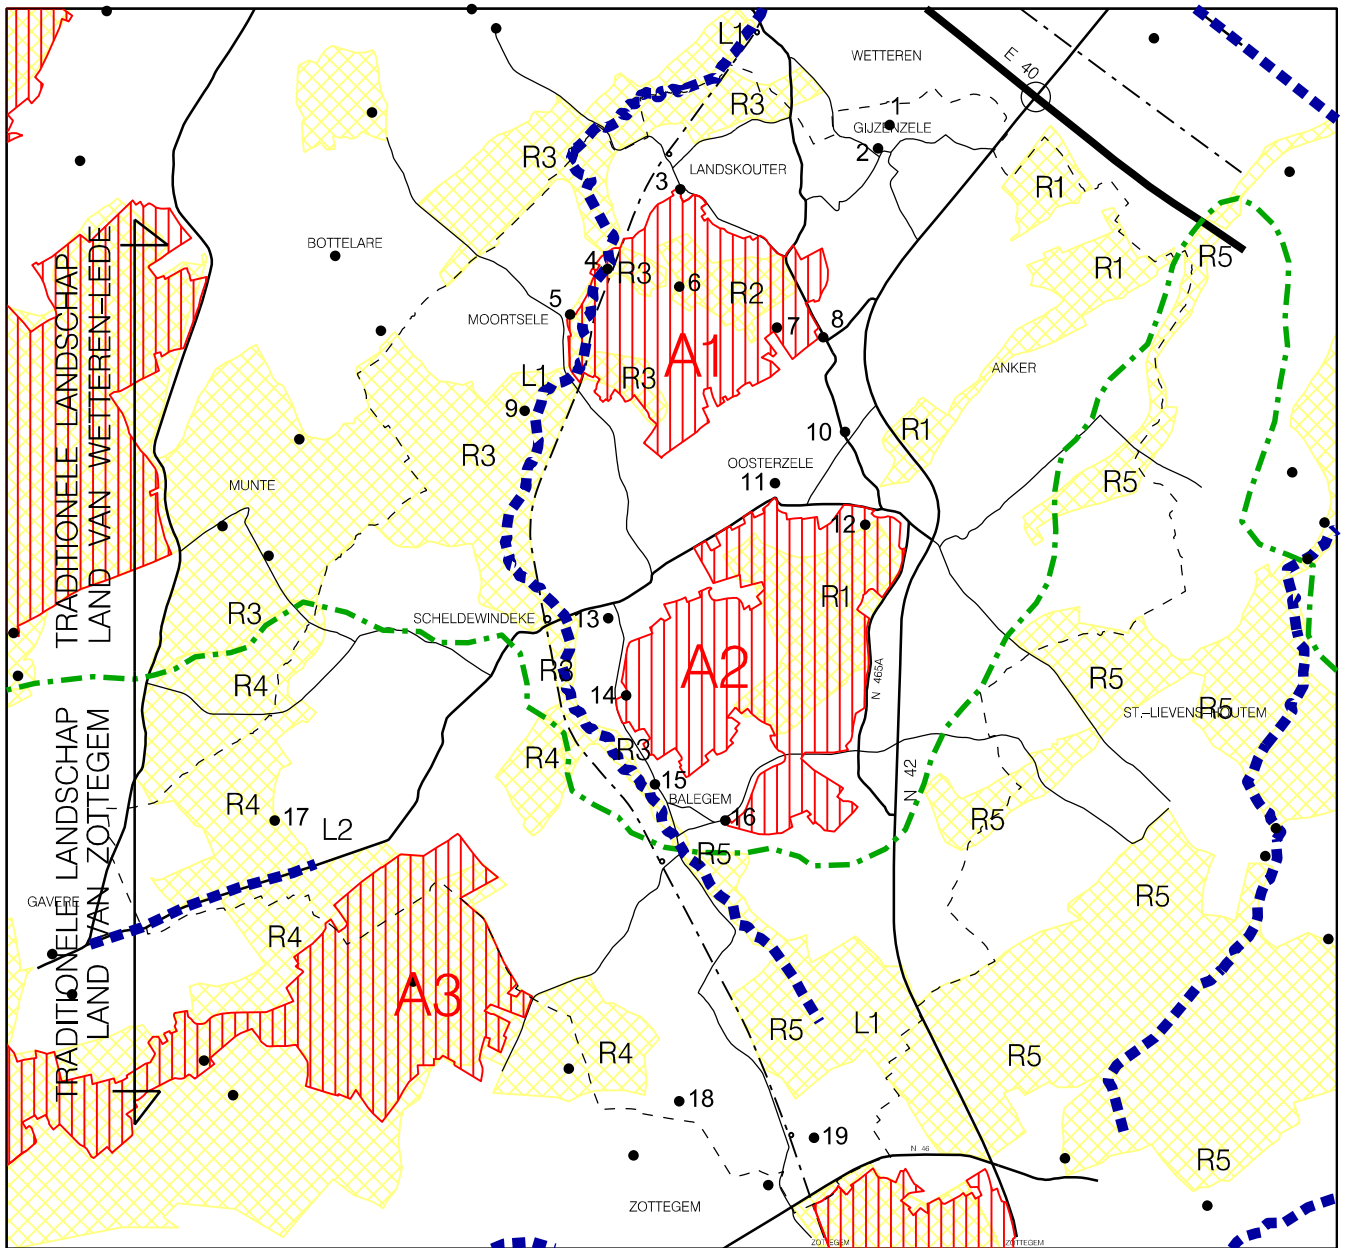 L1
WETTEREN
E 40
R3
1
GIJZENZELE
2
R3
LANDSKOUTER
3
R1
BOTTELARE
4
R3
R5
R1
6
R2
5
MOORTSELE
7
8
A1
TRADITIONELE LANDSCHAP
LAND VAN WETTEREN-LEDE
ANKER
L1
R3
9
R1
10
R3
OOSTERZELE
11
MUNTE
R5
12
R1
R3
SCHELDEWINDEKE
13
R3
A2
N 465A
R5
R4
14
R5
ST.-LIEVENS-HOUTEM
TRADITIONELE LANDSCHAP
LAND VAN ZOTTEGEM
R3
R4
15
N 42
BALEGEM
R4
17
16
R5
L2
R5
R5
GAVERE
R4
A3
L1
R5
R4
R5
18
19
N 46
R5
ZOTTEGEM
ZOTTEGEM
ZOTTEGEM